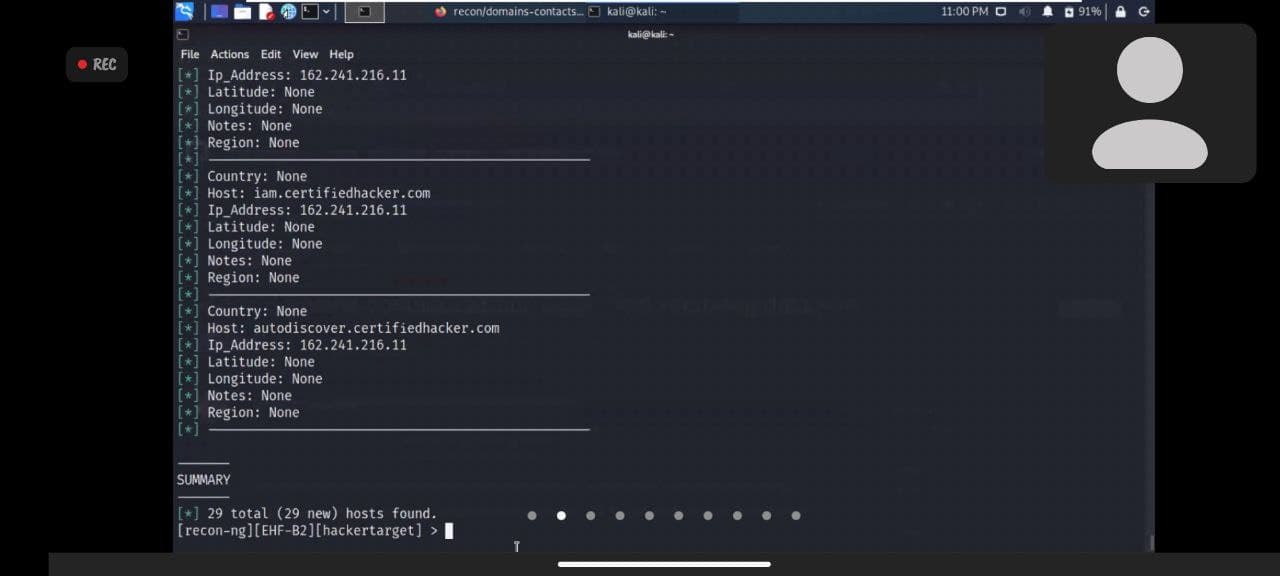 recon/domains-contacts... kali@kali: ~ 11:00 PM 91%
kali@kali: ~
File Actions Edit View Help
REC
[*] Ip_Address: 162.241.216.11
[*] Latitude: None
[*] Longitude: None
[*] Notes: None
[*] Region: None
[*] ──────────────────────────────────────────────────
[*] Country: None
[*] Host: iam.certifiedhacker.com
[*] Ip_Address: 162.241.216.11
[*] Latitude: None
[*] Longitude: None
[*] Notes: None
[*] Region: None
[*] ──────────────────────────────────────────────────
[*] Country: None
[*] Host: autodiscover.certifiedhacker.com
[*] Ip_Address: 162.241.216.11
[*] Latitude: None
[*] Longitude: None
[*] Notes: None
[*] Region: None
[*] ──────────────────────────────────────────────────
───────
SUMMARY
───────
[*] 29 total (29 new) hosts found.
[recon-ng][EHF-B2][hackertarget] >